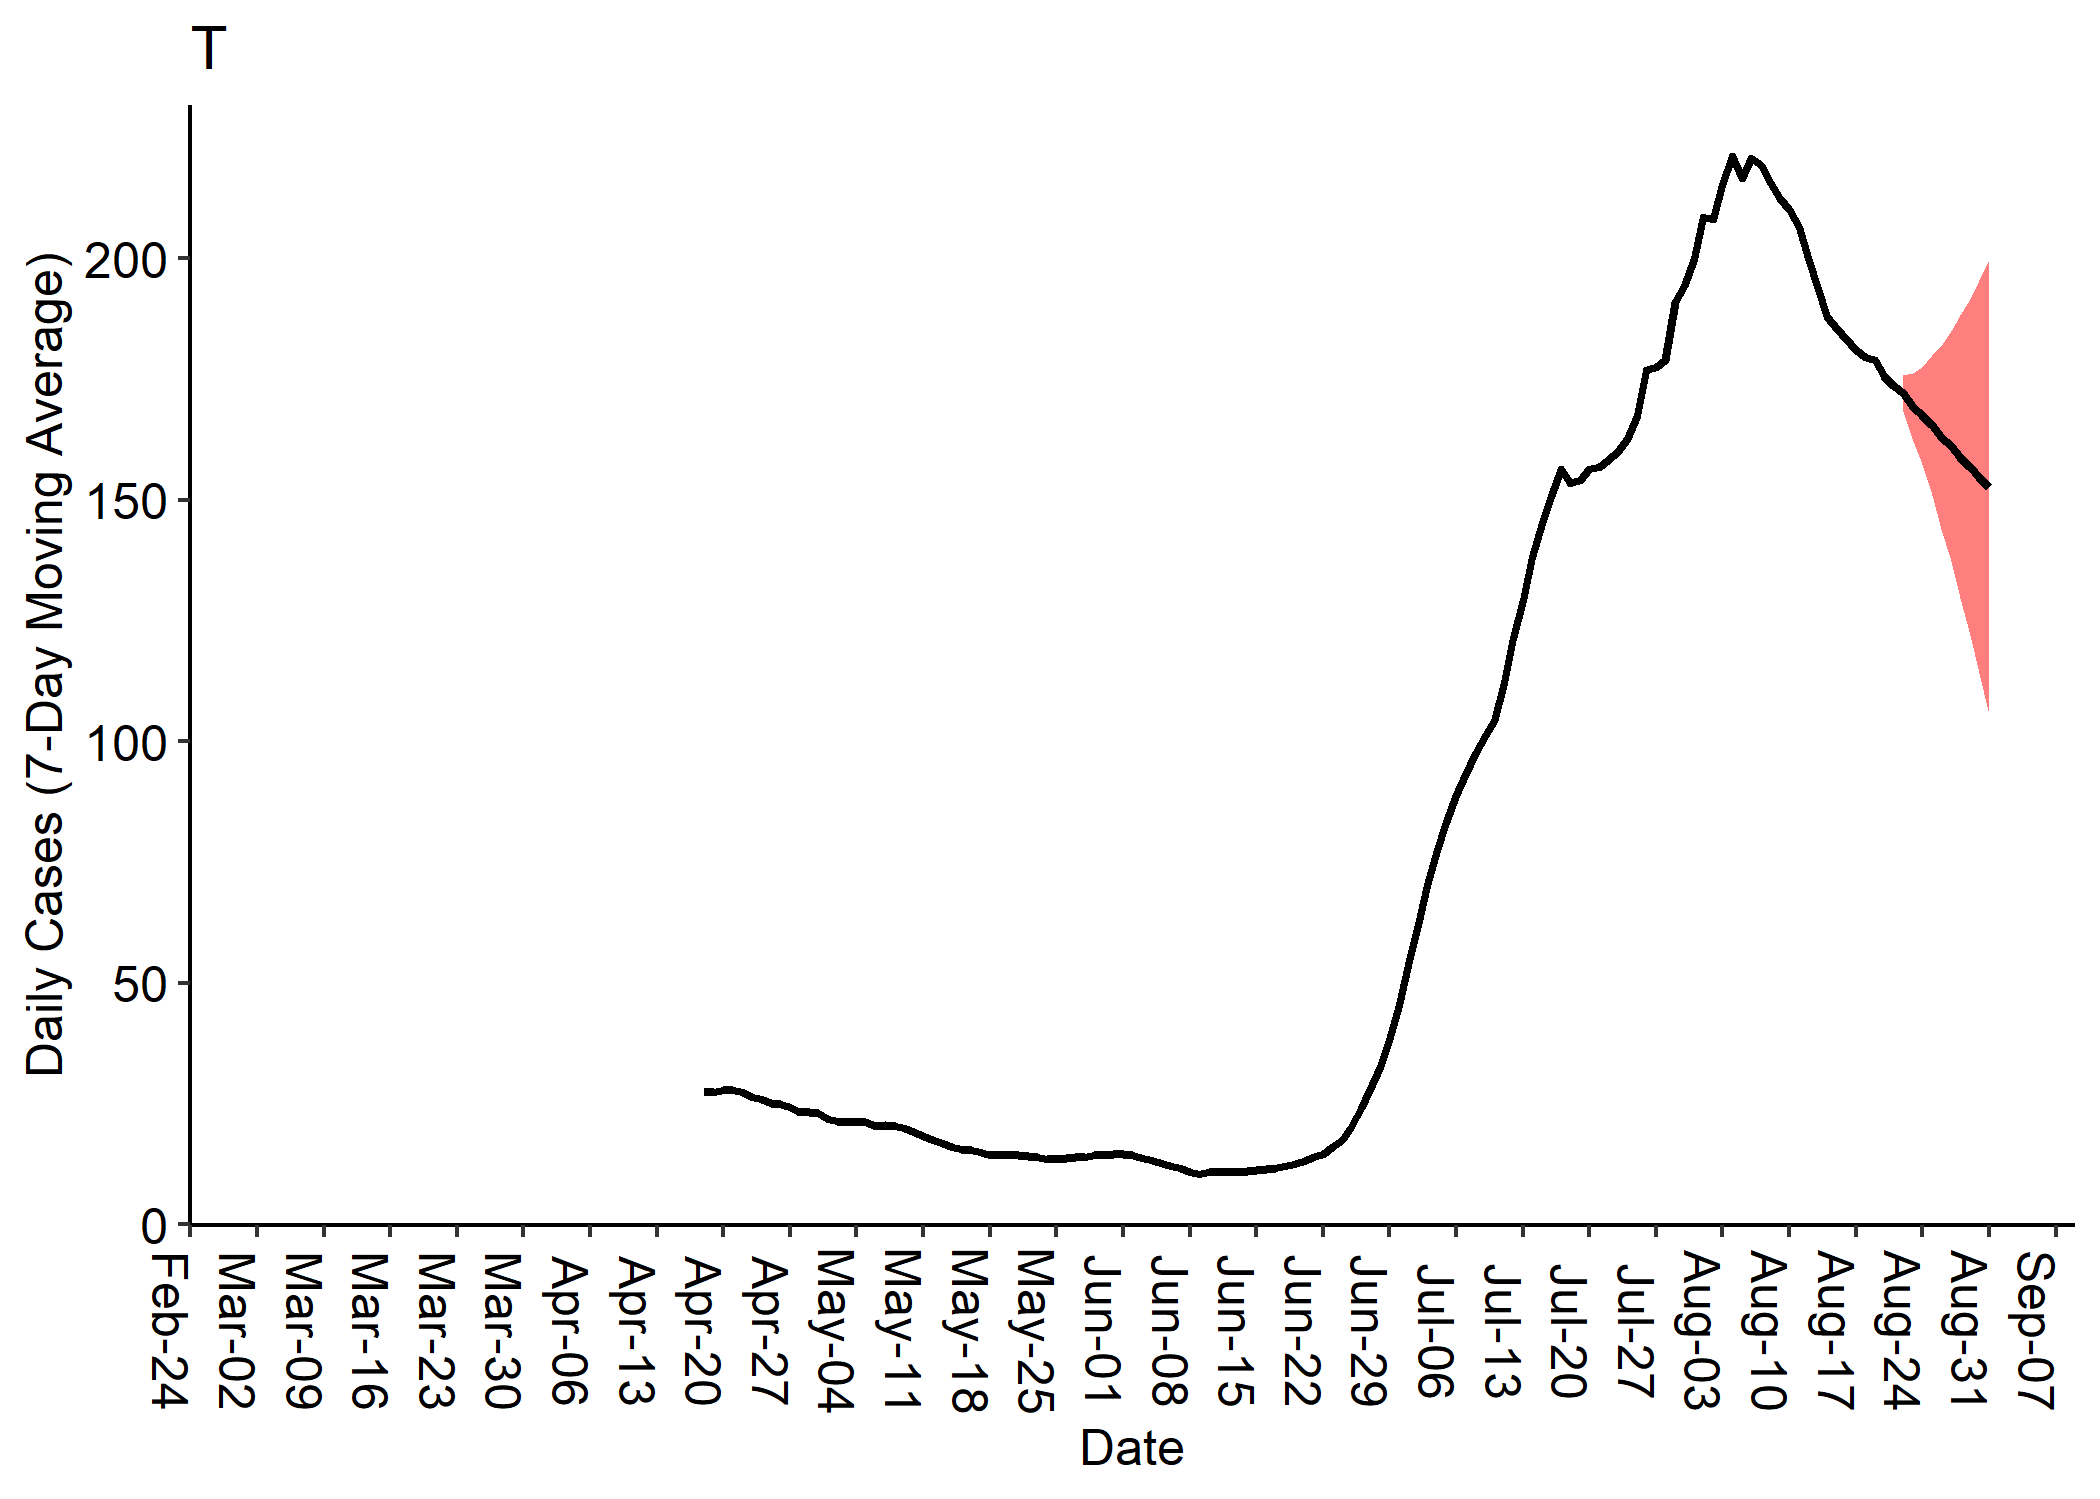 T
Daily Cases (7-Day Moving Average)
200
150
100
50
0
Feb-24
Mar-02
Mar-09
Mar-16
Mar-23
Mar-30
Apr-06
Apr-13
Apr-20
Apr-27
May-04
May-11
May-18
May-25
Jun-01
Jun-08
Jun-15
Jun-22
Jun-29
Jul-06
Jul-13
Jul-20
Jul-27
Aug-03
Aug-10
Aug-17
Aug-24
Aug-31
Sep-07
Date